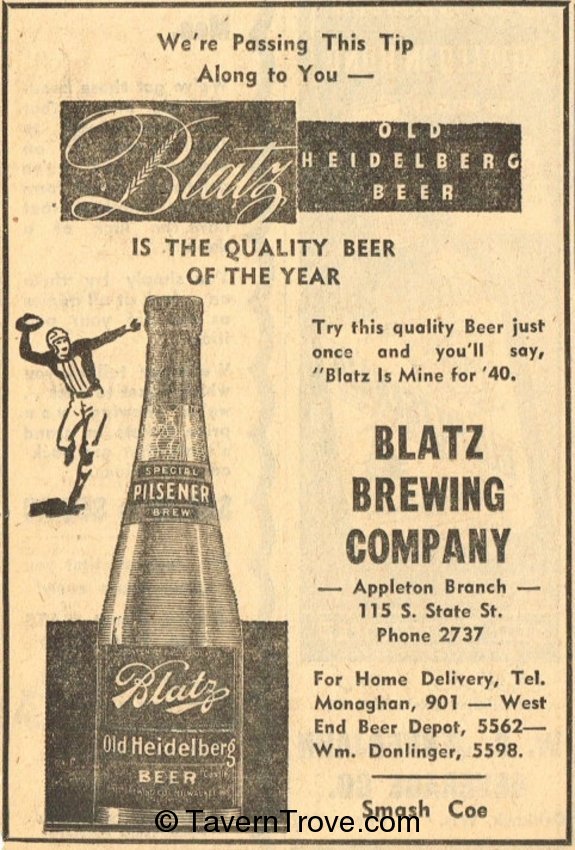 We're Passing This Tip
Along to You —
Blatz
OLD
HEIDELBERG
BEER
IS THE QUALITY BEER
OF THE YEAR
Try this quality Beer just
once and you'll say,
"Blatz Is Mine for '40.
SPECIAL
PILSENER
BREW
BLATZ
BREWING
COMPANY
— Appleton Branch —
115 S. State St.
Phone 2737
For Home Delivery, Tel.
Monaghan, 901 — West
End Beer Depot, 5562—
Wm. Donlinger, 5598.
Smash Coe
Blatz
Old Heidelberg
BEER
© TavernTrove.com